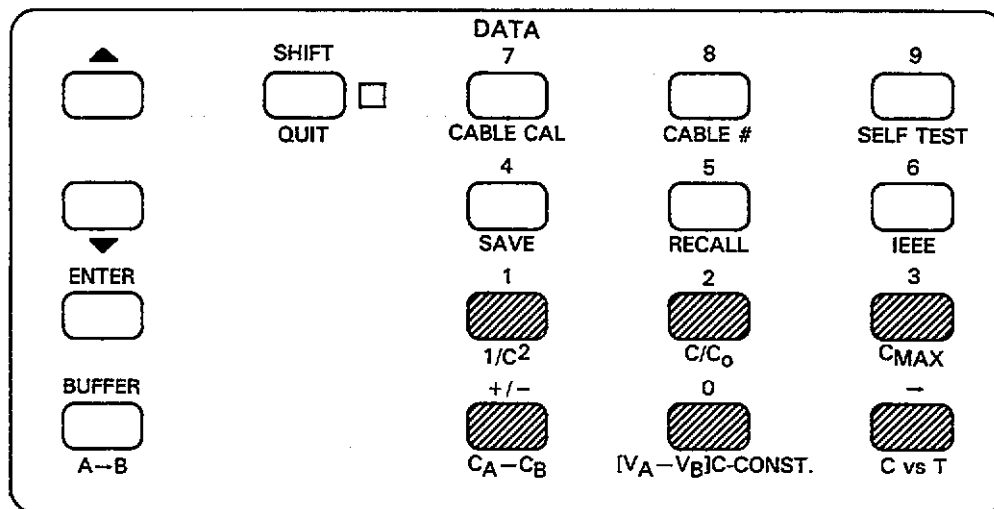 DATA
▲ SHIFT 7 8 9
QUIT CABLE CAL CABLE # SELF TEST
4 5 6
▼ SAVE RECALL IEEE
ENTER 1 2 3
1/C² C/Cₒ CMAX
BUFFER +/− 0 →
A→B CA−CB [VA−VB]C-CONST. C vs T